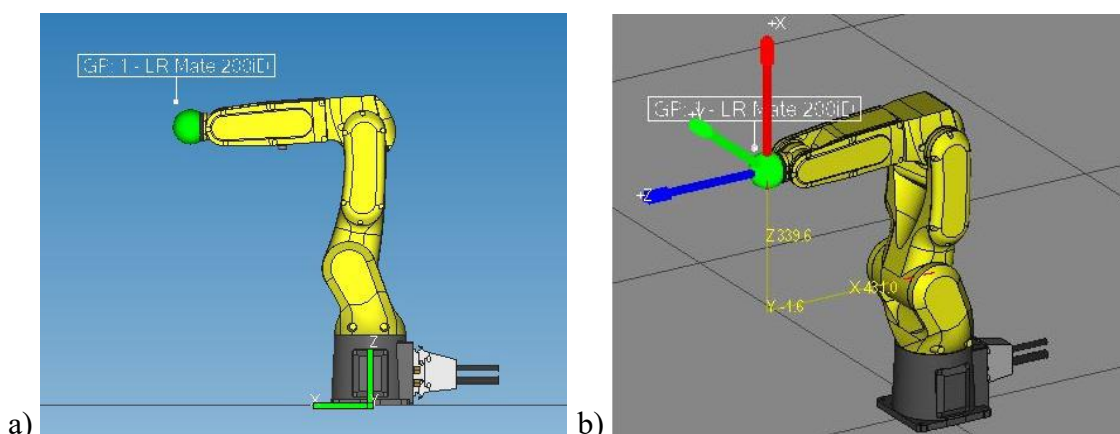 GP: 1 - LR Mate 200iD
Z
X
Y
a)
+X
GP: 1 - LR Mate 200iD
+Y
+Z
Z 339.6
X 431.0
Y -1.6
b)